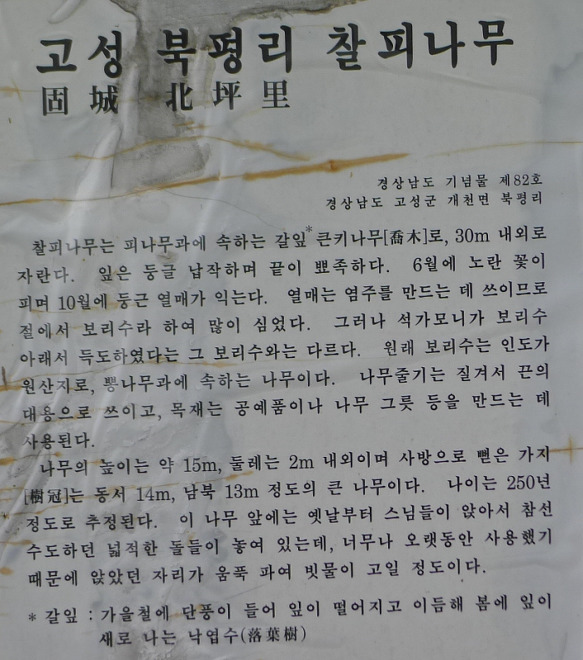 고성 북평리 찰피나무
固城 北坪里
경상남도 기념물 제82호
경상남도 고성군 개천면 북평리
찰피나무는 피나무과에 속하는 갈잎*큰키나무[喬木]로, 30m 내외로
자란다. 잎은 둥글 납작하며 끝이 뾰족하다. 6월에 노란 꽃이
피며 10월에 둥근 열매가 익는다. 열매는 염주를 만드는 데 쓰이므로
절에서 보리수라 하여 많이 심었다. 그러나 석가모니가 보리수
아래서 득도하였다는 그 보리수와는 다르다. 원래 보리수는 인도가
원산지로, 뽕나무과에 속하는 나무이다. 나무줄기는 질겨서 끈의
대용으로 쓰이고, 목재는 공예품이나 나무 그릇 등을 만드는 데
사용된다.
나무의 높이는 약 15m, 둘레는 2m 내외이며 사방으로 뻗은 가지
[樹冠]는 동서 14m, 남북 13m 정도의 큰 나무이다. 나이는 250년
정도로 추정된다. 이 나무 앞에는 옛날부터 스님들이 앉아서 참선
수도하던 넓적한 돌들이 놓여 있는데, 너무나 오랫동안 사용했기
때문에 앉았던 자리가 움푹 파여 빗물이 고일 정도이다.
* 갈잎 : 가을철에 단풍이 들어 잎이 떨어지고 이듬해 봄에 잎이
새로 나는 낙엽수(落葉樹)